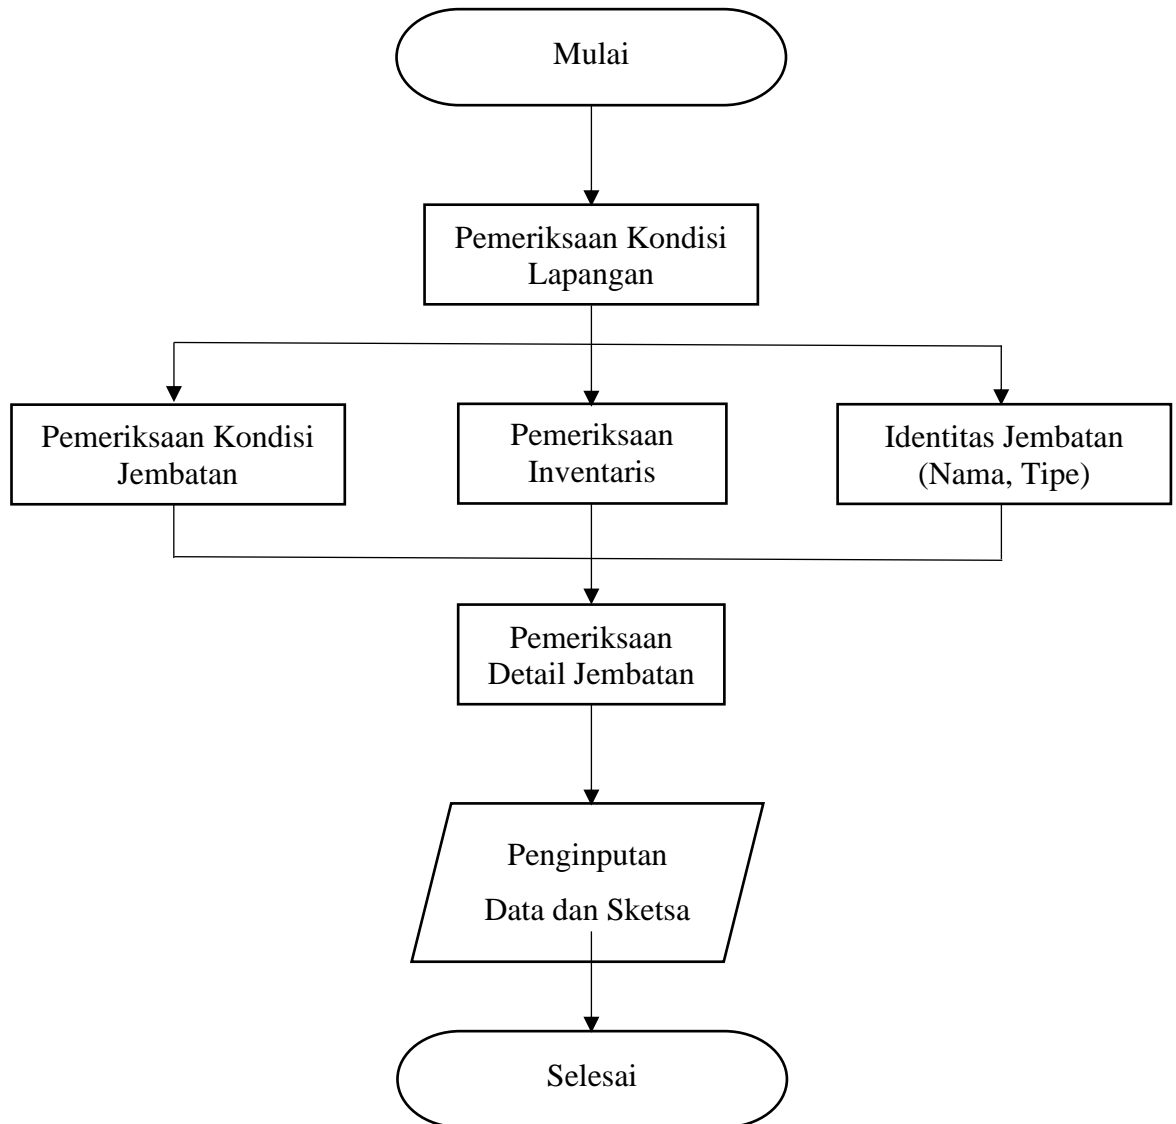 Mulai
Pemeriksaan Kondisi
Lapangan
Pemeriksaan Kondisi
Jembatan
Pemeriksaan
Inventaris
Identitas Jembatan
(Nama, Tipe)
Pemeriksaan
Detail Jembatan
Penginputan
Data dan Sketsa
Selesai